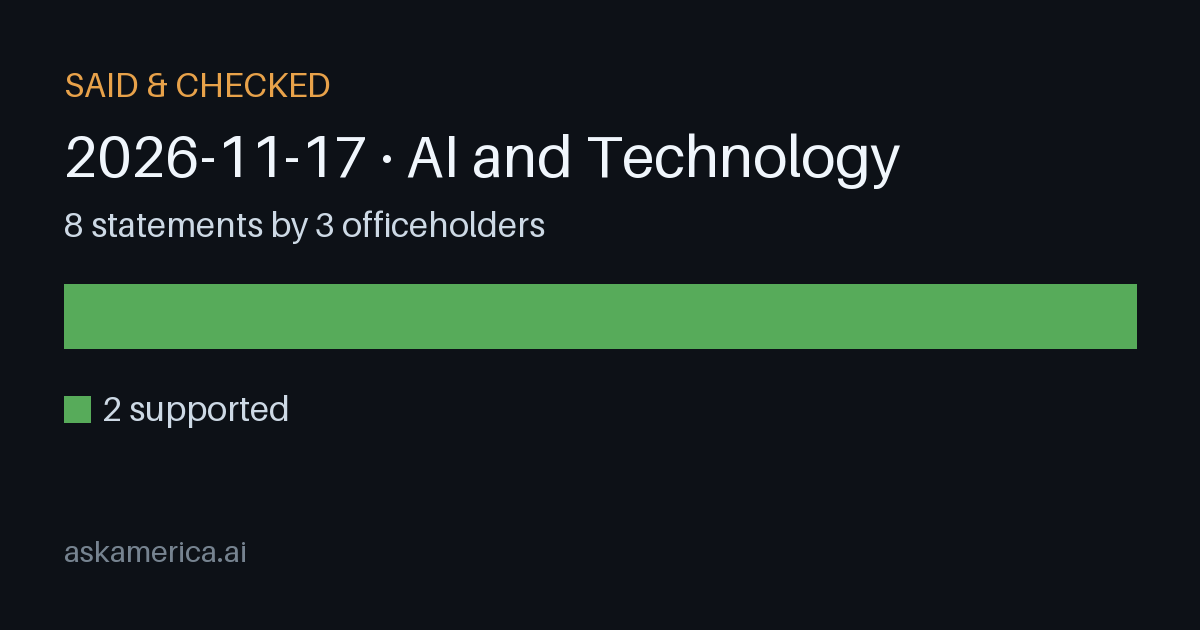 SAID & CHECKED
2026-11-17 · AI and Technology
8 statements by 3 officeholders
2 supported
askamerica.ai